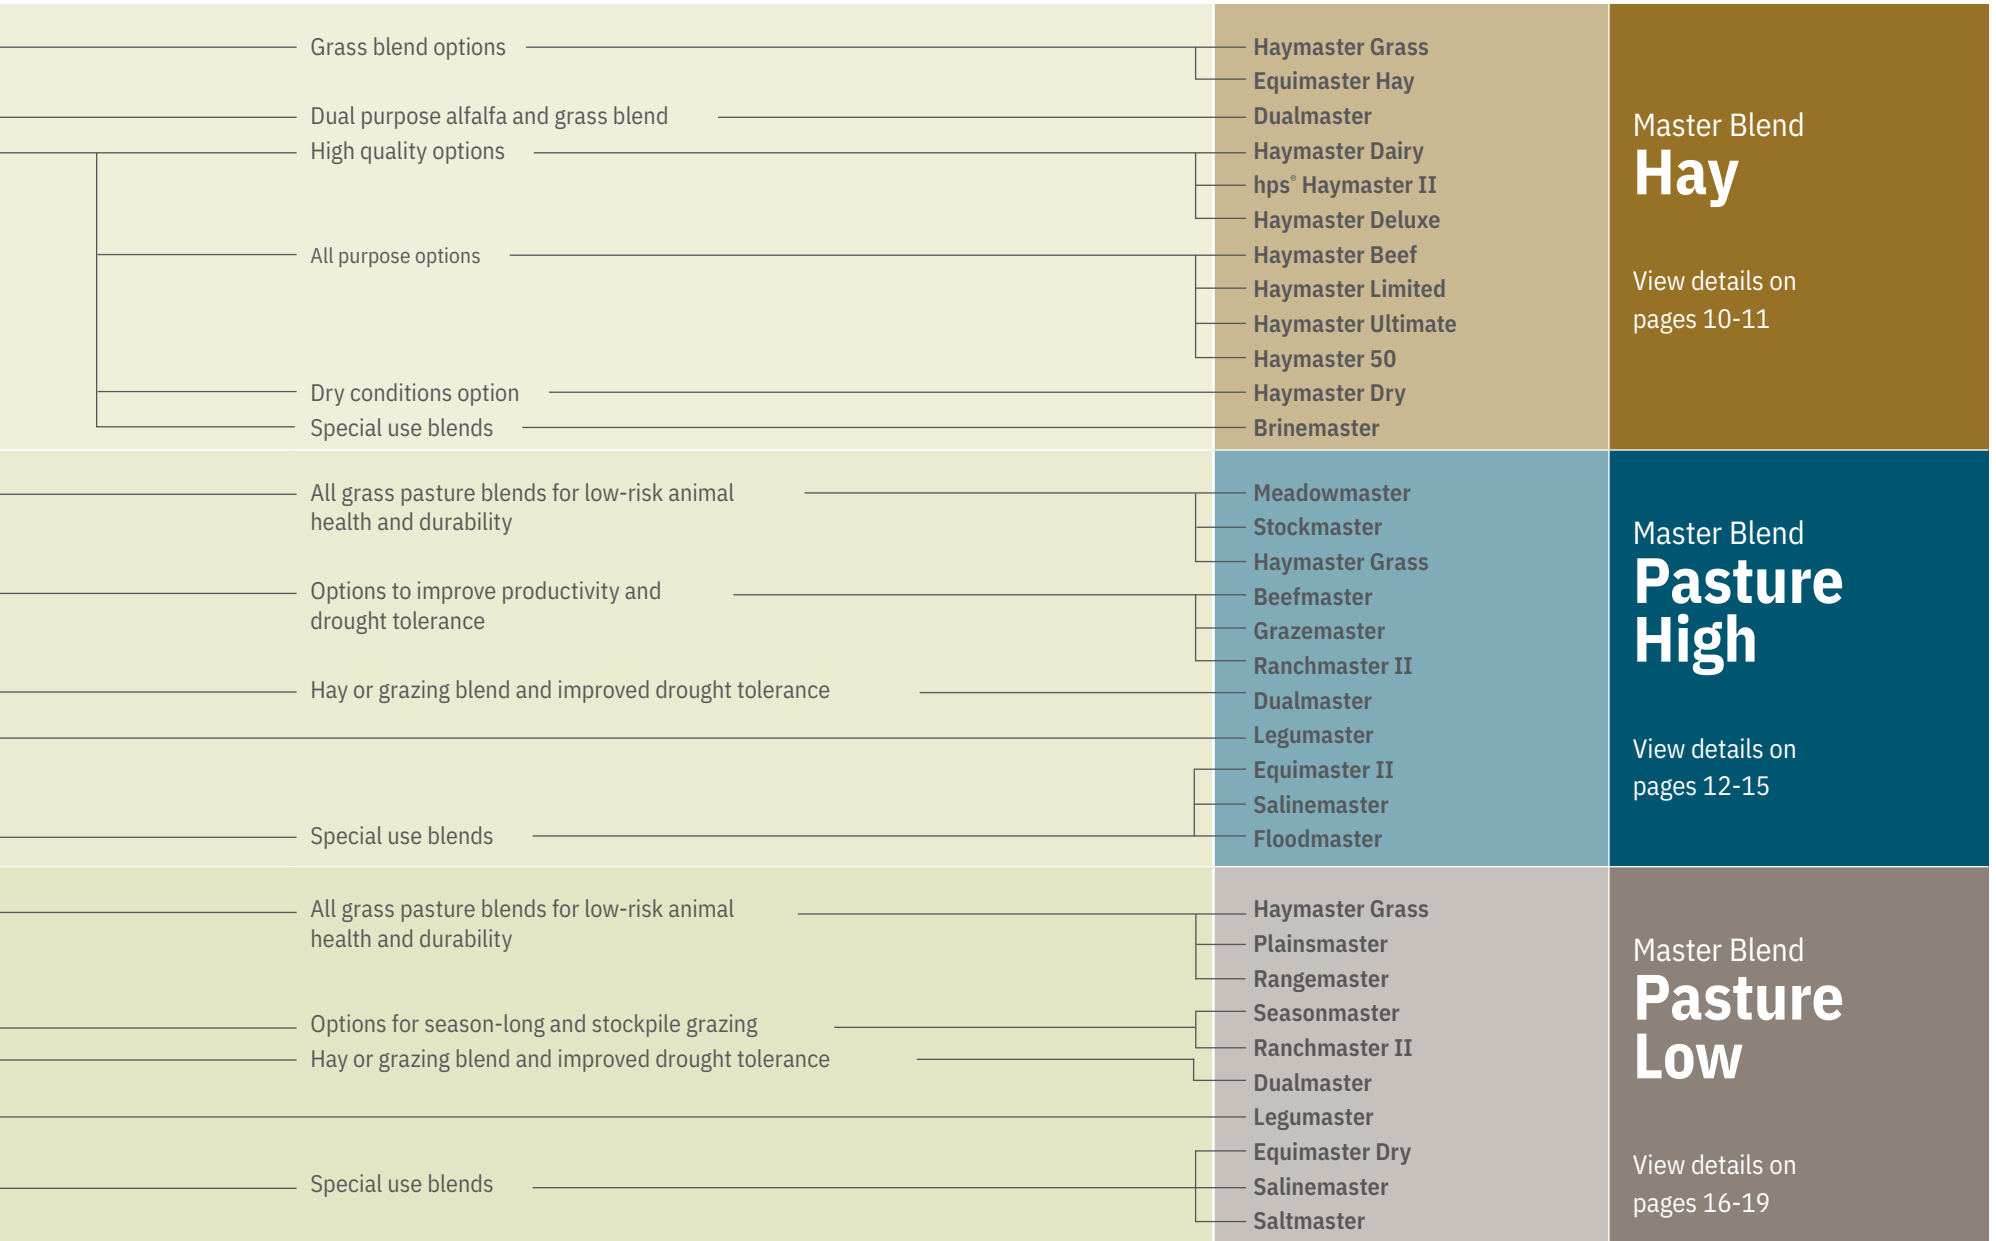 Grass blend options
Haymaster Grass
Equimaster Hay
Dual purpose alfalfa and grass blend
Dualmaster
High quality options
Haymaster Dairy
hps® Haymaster II
Haymaster Deluxe
All purpose options
Haymaster Beef
Haymaster Limited
Haymaster Ultimate
Haymaster 50
Dry conditions option
Haymaster Dry
Special use blends
Brinemaster
Master Blend
Hay
View details on
pages 10-11
All grass pasture blends for low-risk animal
health and durability
Meadowmaster
Stockmaster
Haymaster Grass
Options to improve productivity and
drought tolerance
Beefmaster
Grazemaster
Ranchmaster II
Hay or grazing blend and improved drought tolerance
Dualmaster
Legumaster
Special use blends
Equimaster II
Salinemaster
Floodmaster
Master Blend
Pasture
High
View details on
pages 12-15
All grass pasture blends for low-risk animal
health and durability
Haymaster Grass
Plainsmaster
Rangemaster
Options for season-long and stockpile grazing
Seasonmaster
Ranchmaster II
Hay or grazing blend and improved drought tolerance
Dualmaster
Legumaster
Special use blends
Equimaster Dry
Salinemaster
Saltmaster
Master Blend
Pasture
Low
View details on
pages 16-19